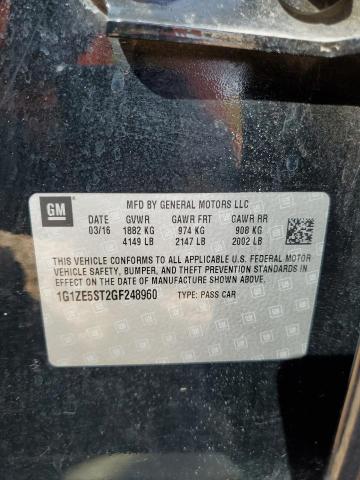 GM
MFD BY GENERAL MOTORS LLC
DATE GVWR GAWR FRT GAWR RR
03/16 1882 KG 974 KG 908 KG
4149 LB 2147 LB 2002 LB
THIS VEHICLE CONFORMS TO ALL APPLICABLE U.S. FEDERAL MOTOR
VEHICLE SAFETY, BUMPER, AND THEFT PREVENTION STANDARDS
IN EFFECT ON THE DATE OF MANUFACTURE SHOWN ABOVE.
1G1ZE5ST2GF248960 TYPE: PASS CAR